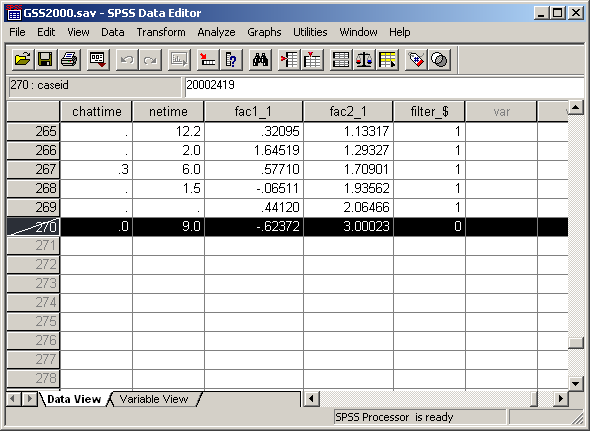 GSS2000.sav - SPSS Data Editor
File Edit View Data Transform Analyze Graphs Utilities Window Help
270 : caseid 20002419
chattime netime fac1_1 fac2_1 filter_$ var
265 . 12.2 .32095 1.13317 1
266 . 2.0 1.64519 1.29327 1
267 .3 6.0 .57710 1.70901 1
268 . 1.5 -.06511 1.93562 1
269 . . .44120 2.06466 1
270 .0 9.0 -.62372 3.00023 0
271
272
273
274
275
276
277
278
Data View Variable View
SPSS Processor is ready